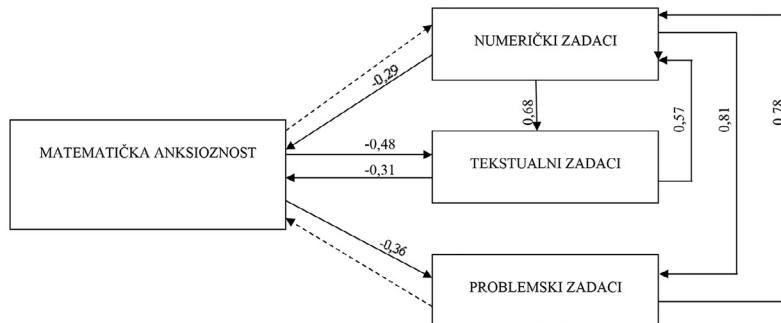 NUMERIČKI ZADACI
-0,29
0,68
0,57
0,81
0,78
MATEMATIČKA ANKSIOZNOST
-0,48
TEKSTUALNI ZADACI
-0,31
-0,36
PROBLEMSKI ZADACI